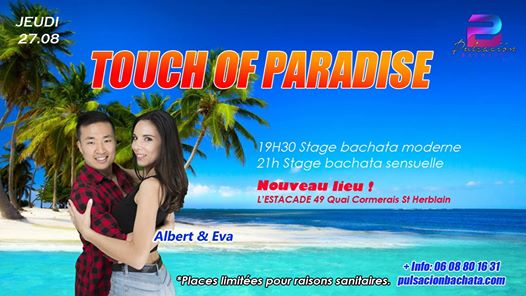 JEUDI
27.08
Pulsación
TOUCH OF PARADISE
19H30 Stage bachata moderne
21h Stage bachata sensuelle
Nouveau lieu !
L'ESTACADE 49 Quai Cormerais St Herblain
Albert & Eva
*Places limitées pour raisons sanitaires.
+ Info: 06 08 80 16 31
pulsacionbachata.com